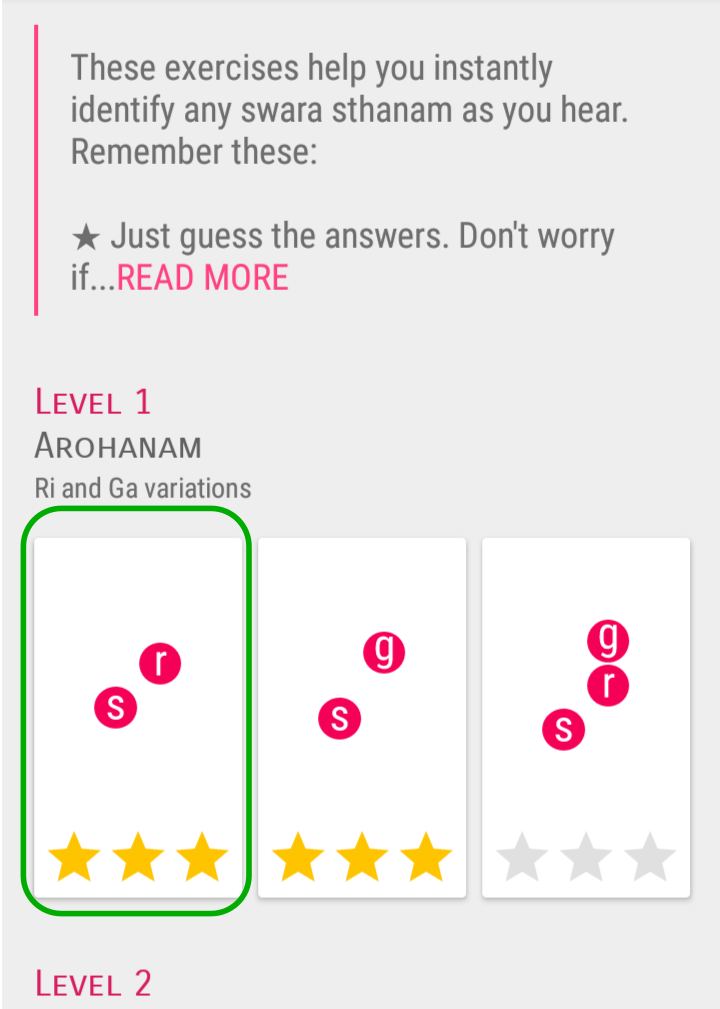 These exercises help you instantly
identify any swara sthanam as you hear.
Remember these:
★ Just guess the answers. Don't worry
if...READ MORE
LEVEL 1
AROHANAM
Ri and Ga variations
r
s
g
s
g
r
s
LEVEL 2